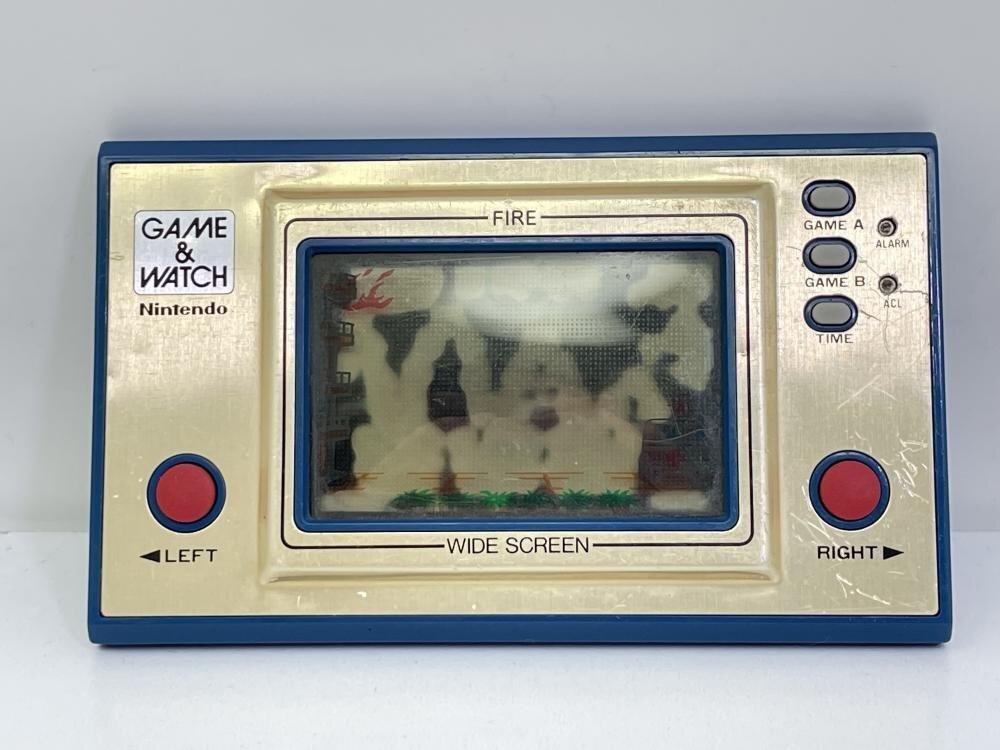 GAME
&
WATCH
Nintendo
FIRE
GAME A
ALARM
GAME B
ACL
TIME
◄LEFT
WIDE SCREEN
RIGHT►